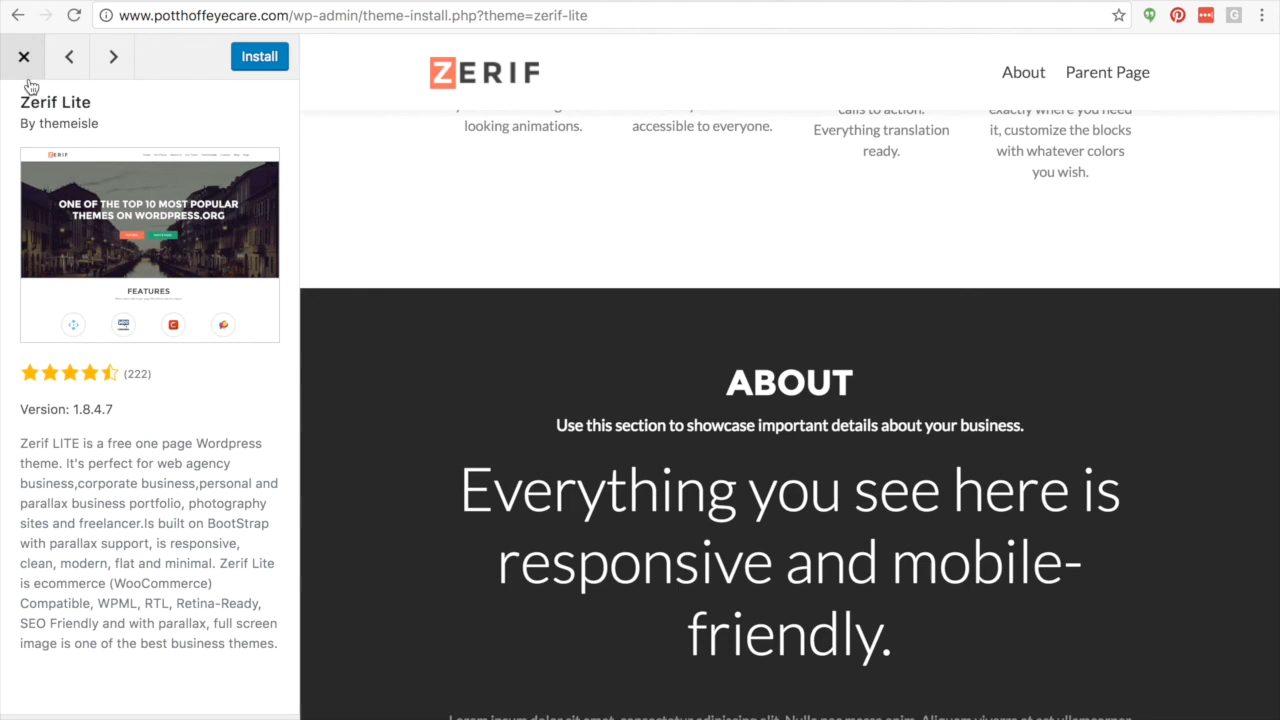 www.potthoffeyecare.com/wp-admin/theme-install.php?theme=zerif-lite
Install
Zerif Lite
By themeisle
ZERIF
ONE OF THE TOP 10 MOST POPULAR
THEMES ON WORDPRESS.ORG
FEATURES
(222)
Version: 1.8.4.7
Zerif LITE is a free one page Wordpress
theme. It's perfect for web agency
business,corporate business,personal and
parallax business portfolio, photography
sites and freelancer.Is built on BootStrap
with parallax support, is responsive,
clean, modern, flat and minimal. Zerif Lite
is ecommerce (WooCommerce)
Compatible, WPML, RTL, Retina-Ready,
SEO Friendly and with parallax, full screen
image is one of the best business themes.
ZERIF
About Parent Page
looking animations.
accessible to everyone.
calls to action.
Everything translation
ready.
exactly where you need
it, customize the blocks
with whatever colors
you wish.
ABOUT
Use this section to showcase important details about your business.
Everything you see here is
responsive and mobile-
friendly.